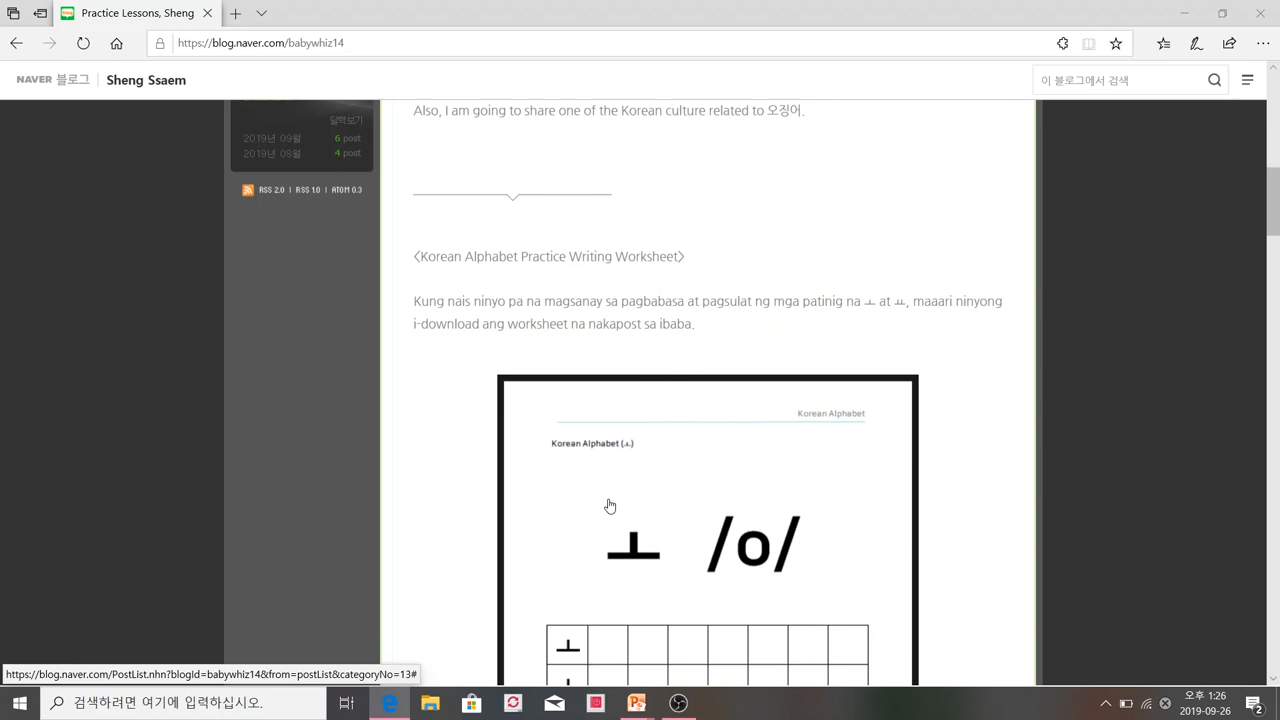 Practice Lessons, Sheng
https://blog.naver.com/babywhiz14
NAVER 블로그
Sheng Ssaem
이 블로그에서 검색
Also, I am going to share one of the Korean culture related to 오징어.
달력보기
2019년 09월 6 post
2019년 08월 4 post
RSS 2.0 | RSS 1.0 | ATOM 0.3
<Korean Alphabet Practice Writing Worksheet>
Kung nais ninyo pa na magsanay sa pagbabasa at pagsulat ng mga patinig na ㅗ at ㅛ, maaari ninyong
i-download ang worksheet na nakapost sa ibaba.
Korean Alphabet
Korean Alphabet (ㅗ)
ㅗ /o/
ㅗ
https://blog.naver.com/PostList.nhn?blogId=babywhiz14&from=postList&categoryNo=13#
검색하려면 여기에 입력하십시오.
오후 1:26
2019-09-26
2